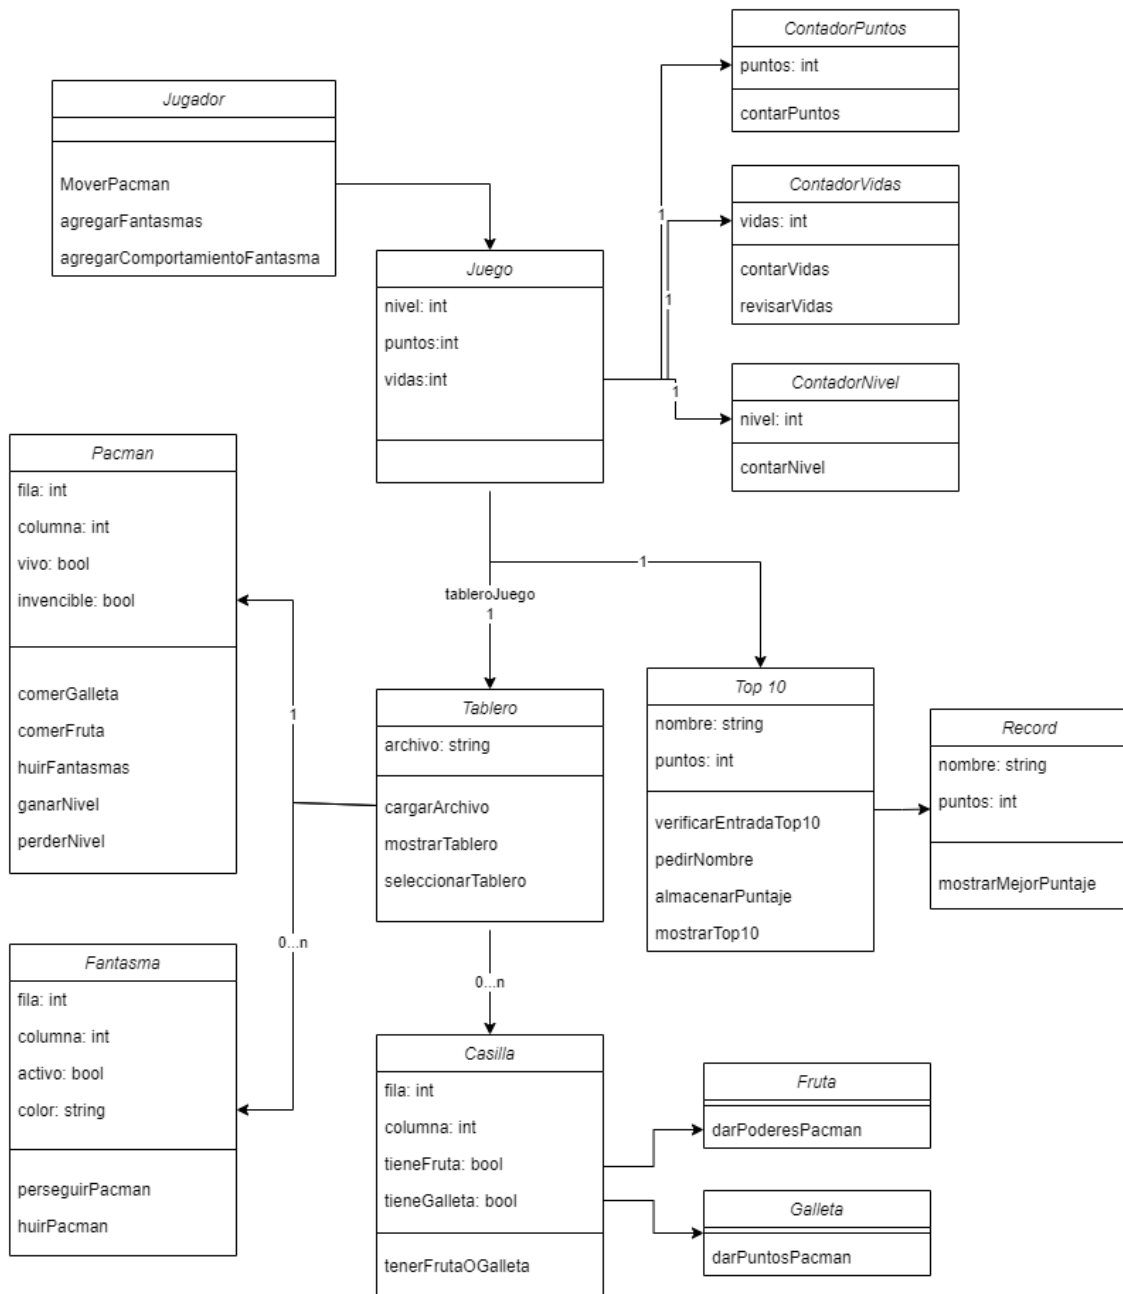 ContadorPuntos
puntos: int
contarPuntos
Jugador
MoverPacman
agregarFantasmas
agregarComportamientoFantasma
ContadorVidas
vidas: int
contarVidas
revisarVidas
1
1
1
Juego
nivel: int
puntos:int
vidas:int
ContadorNivel
nivel: int
contarNivel
Pacman
fila: int
columna: int
vivo: bool
invencible: bool
comerGalleta
comerFruta
huirFantasmas
ganarNivel
perderNivel
1
tableroJuego
1
1
Tablero
archivo: string
cargarArchivo
mostrarTablero
seleccionarTablero
Top 10
nombre: string
puntos: int
verificarEntradaTop10
pedirNombre
almacenarPuntaje
mostrarTop10
Record
nombre: string
puntos: int
mostrarMejorPuntaje
0...n
Fantasma
fila: int
columna: int
activo: bool
color: string
perseguirPacman
huirPacman
0...n
Casilla
fila: int
columna: int
tieneFruta: bool
tieneGalleta: bool
tenerFrutaOGalleta
Fruta
darPoderesPacman
Galleta
darPuntosPacman